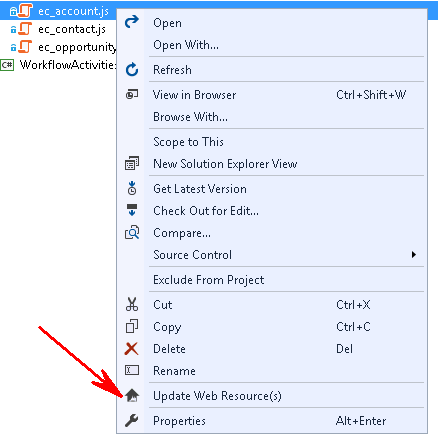 ec_account.js
ec_contact.js
ec_opportunity
C# WorkflowActivities
Open
Open With...
Refresh
View in Browser Ctrl+Shift+W
Browse With...
Scope to This
New Solution Explorer View
Get Latest Version
Check Out for Edit...
Compare...
Source Control
Exclude From Project
Cut Ctrl+X
Copy Ctrl+C
Delete Del
Rename
Update Web Resource(s)
Properties Alt+Enter